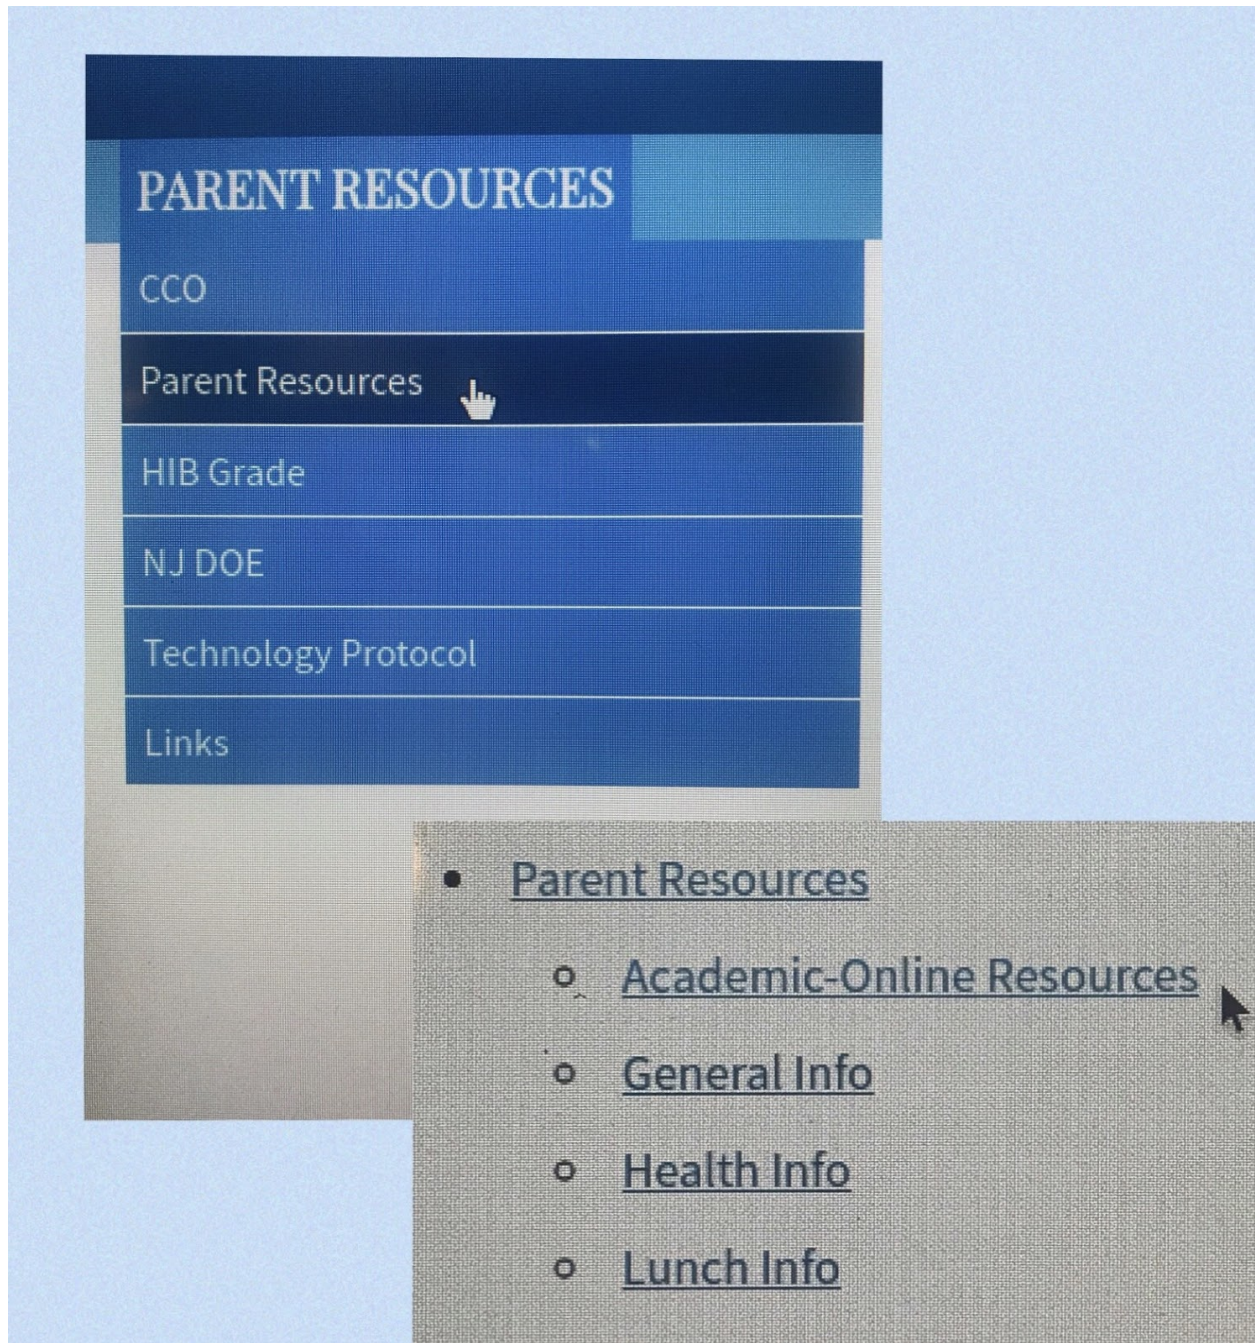 PARENT RESOURCES
CCO
Parent Resources
HIB Grade
NJ DOE
Technology Protocol
Links
Parent Resources
Academic-Online Resources
General Info
Health Info
Lunch Info